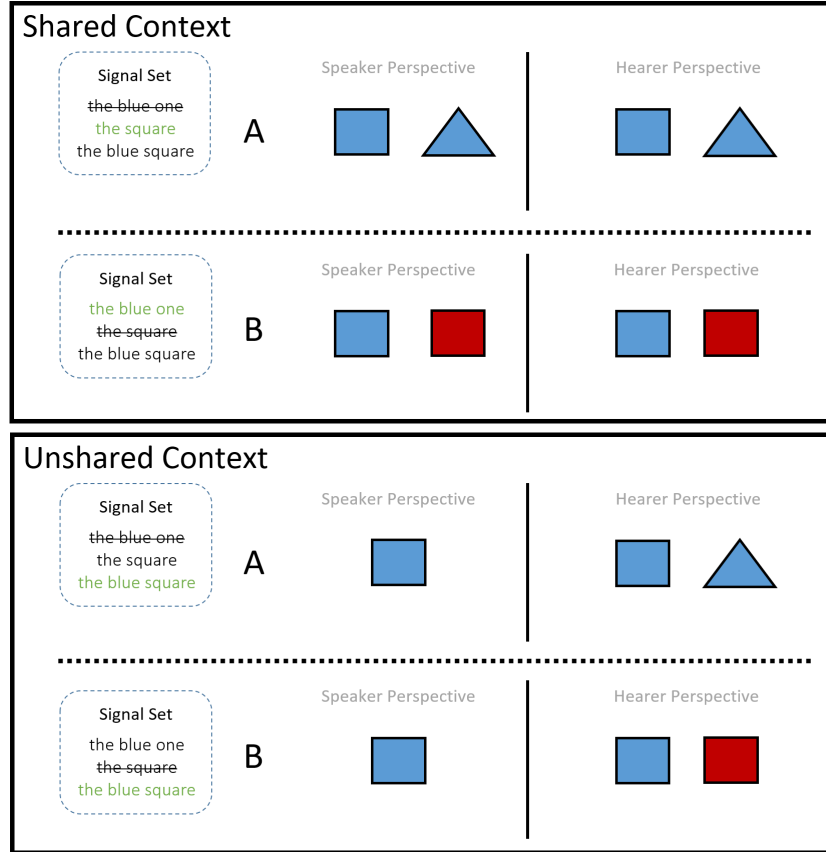 Shared Context
Signal Set
the blue one
the square
the blue square
A
Speaker Perspective
Hearer Perspective
Signal Set
the blue one
the square
the blue square
B
Speaker Perspective
Hearer Perspective
Unshared Context
Signal Set
the blue one
the square
the blue square
A
Speaker Perspective
Hearer Perspective
Signal Set
the blue one
the square
the blue square
B
Speaker Perspective
Hearer Perspective